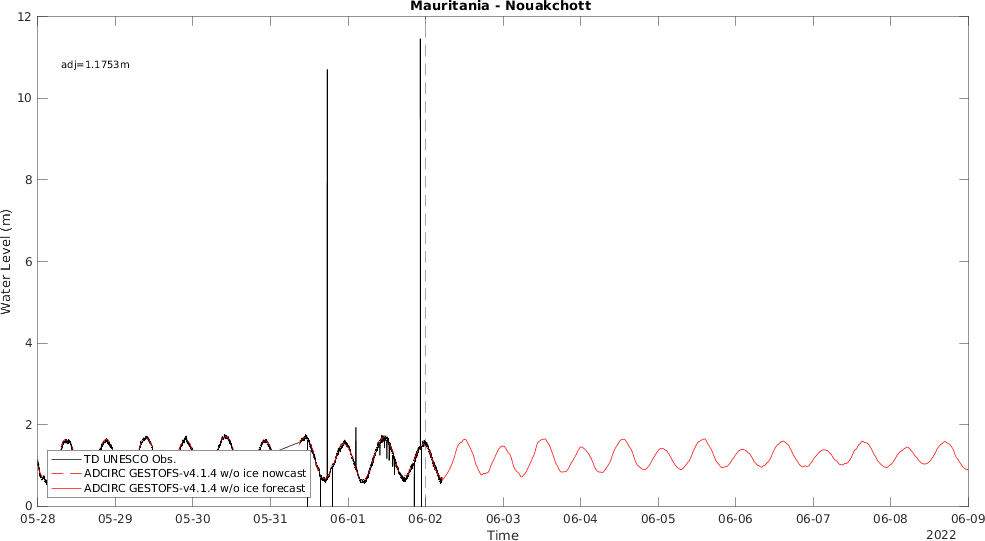 Mauritania - Nouakchott
12
adj=1.1753m
10
8
6
4
2
0
Water Level (m)
TD UNESCO Obs.
ADCIRC GESTOFS-v4.1.4 w/o ice nowcast
ADCIRC GESTOFS-v4.1.4 w/o ice forecast
05-28 05-29 05-30 05-31 06-01 06-02 06-03 06-04 06-05 06-06 06-07 06-08 06-09
Time
2022